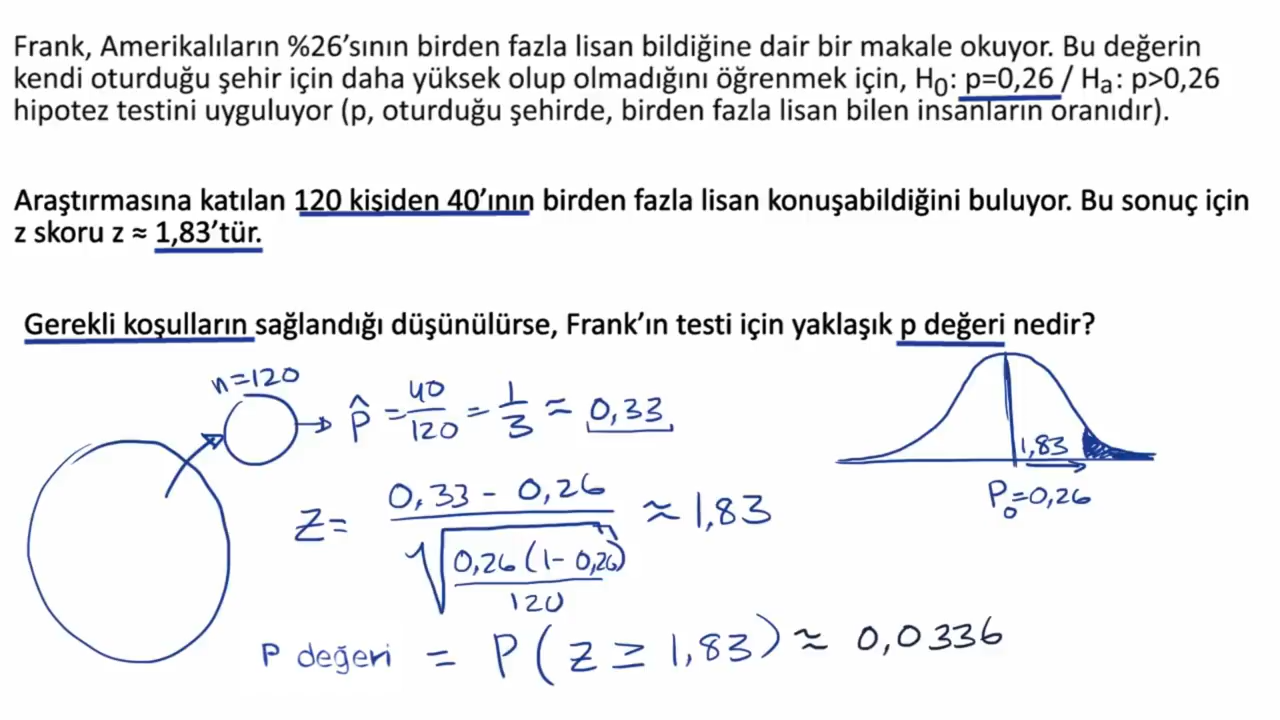 Frank, Amerikalıların %26’sının birden fazla lisan bildiğine dair bir makale okuyor. Bu değerin
kendi oturduğu şehir için daha yüksek olup olmadığını öğrenmek için, H₀: p=0,26 / Hₐ: p>0,26
hipotez testini uyguluyor (p, oturduğu şehirde, birden fazla lisan bilen insanların oranıdır).
Araştırmasına katılan 120 kişiden 40’ının birden fazla lisan konuşabildiğini buluyor. Bu sonuç için
z skoru z ≈ 1,83’tür.
Gerekli koşulların sağlandığı düşünülürse, Frank’ın testi için yaklaşık p değeri nedir?
n=120
p̂ = 40/120 = 1/3 ≈ 0,33
1,83
P₀=0,26
Z= 0,33 - 0,26 / √(0,26 (1-0,26) / 120) ≈ 1,83
P değeri = P(Z ≥ 1,83) ≈ 0,0336